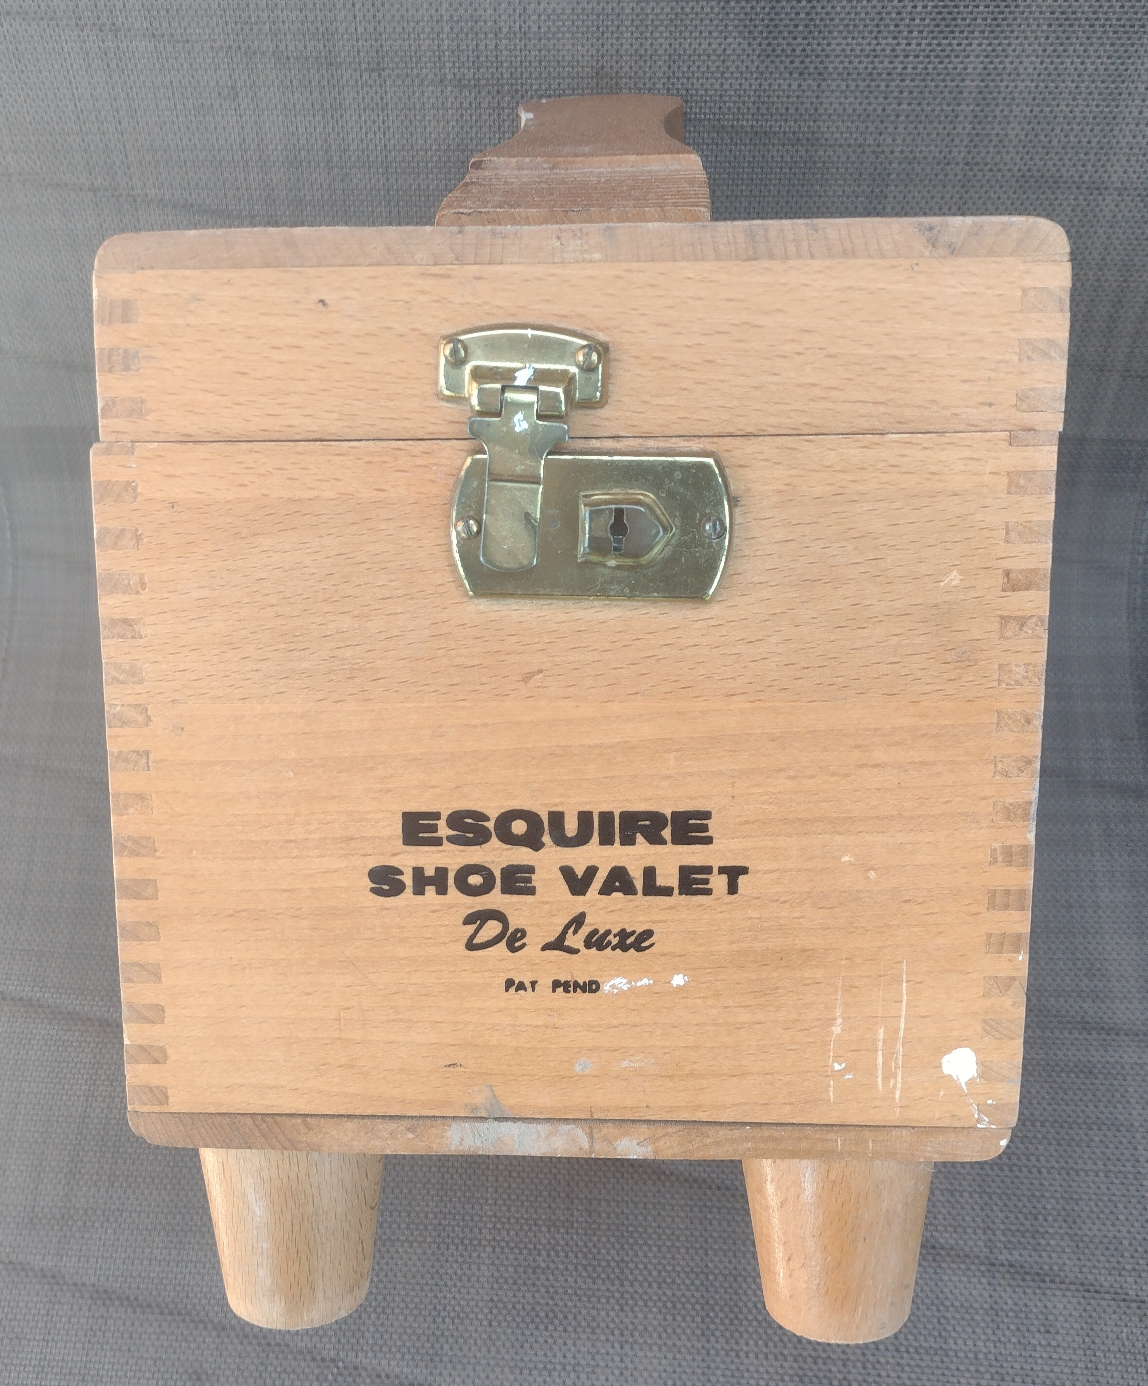 ESQUIRE
SHOE VALET
De Luxe
PAT PEND